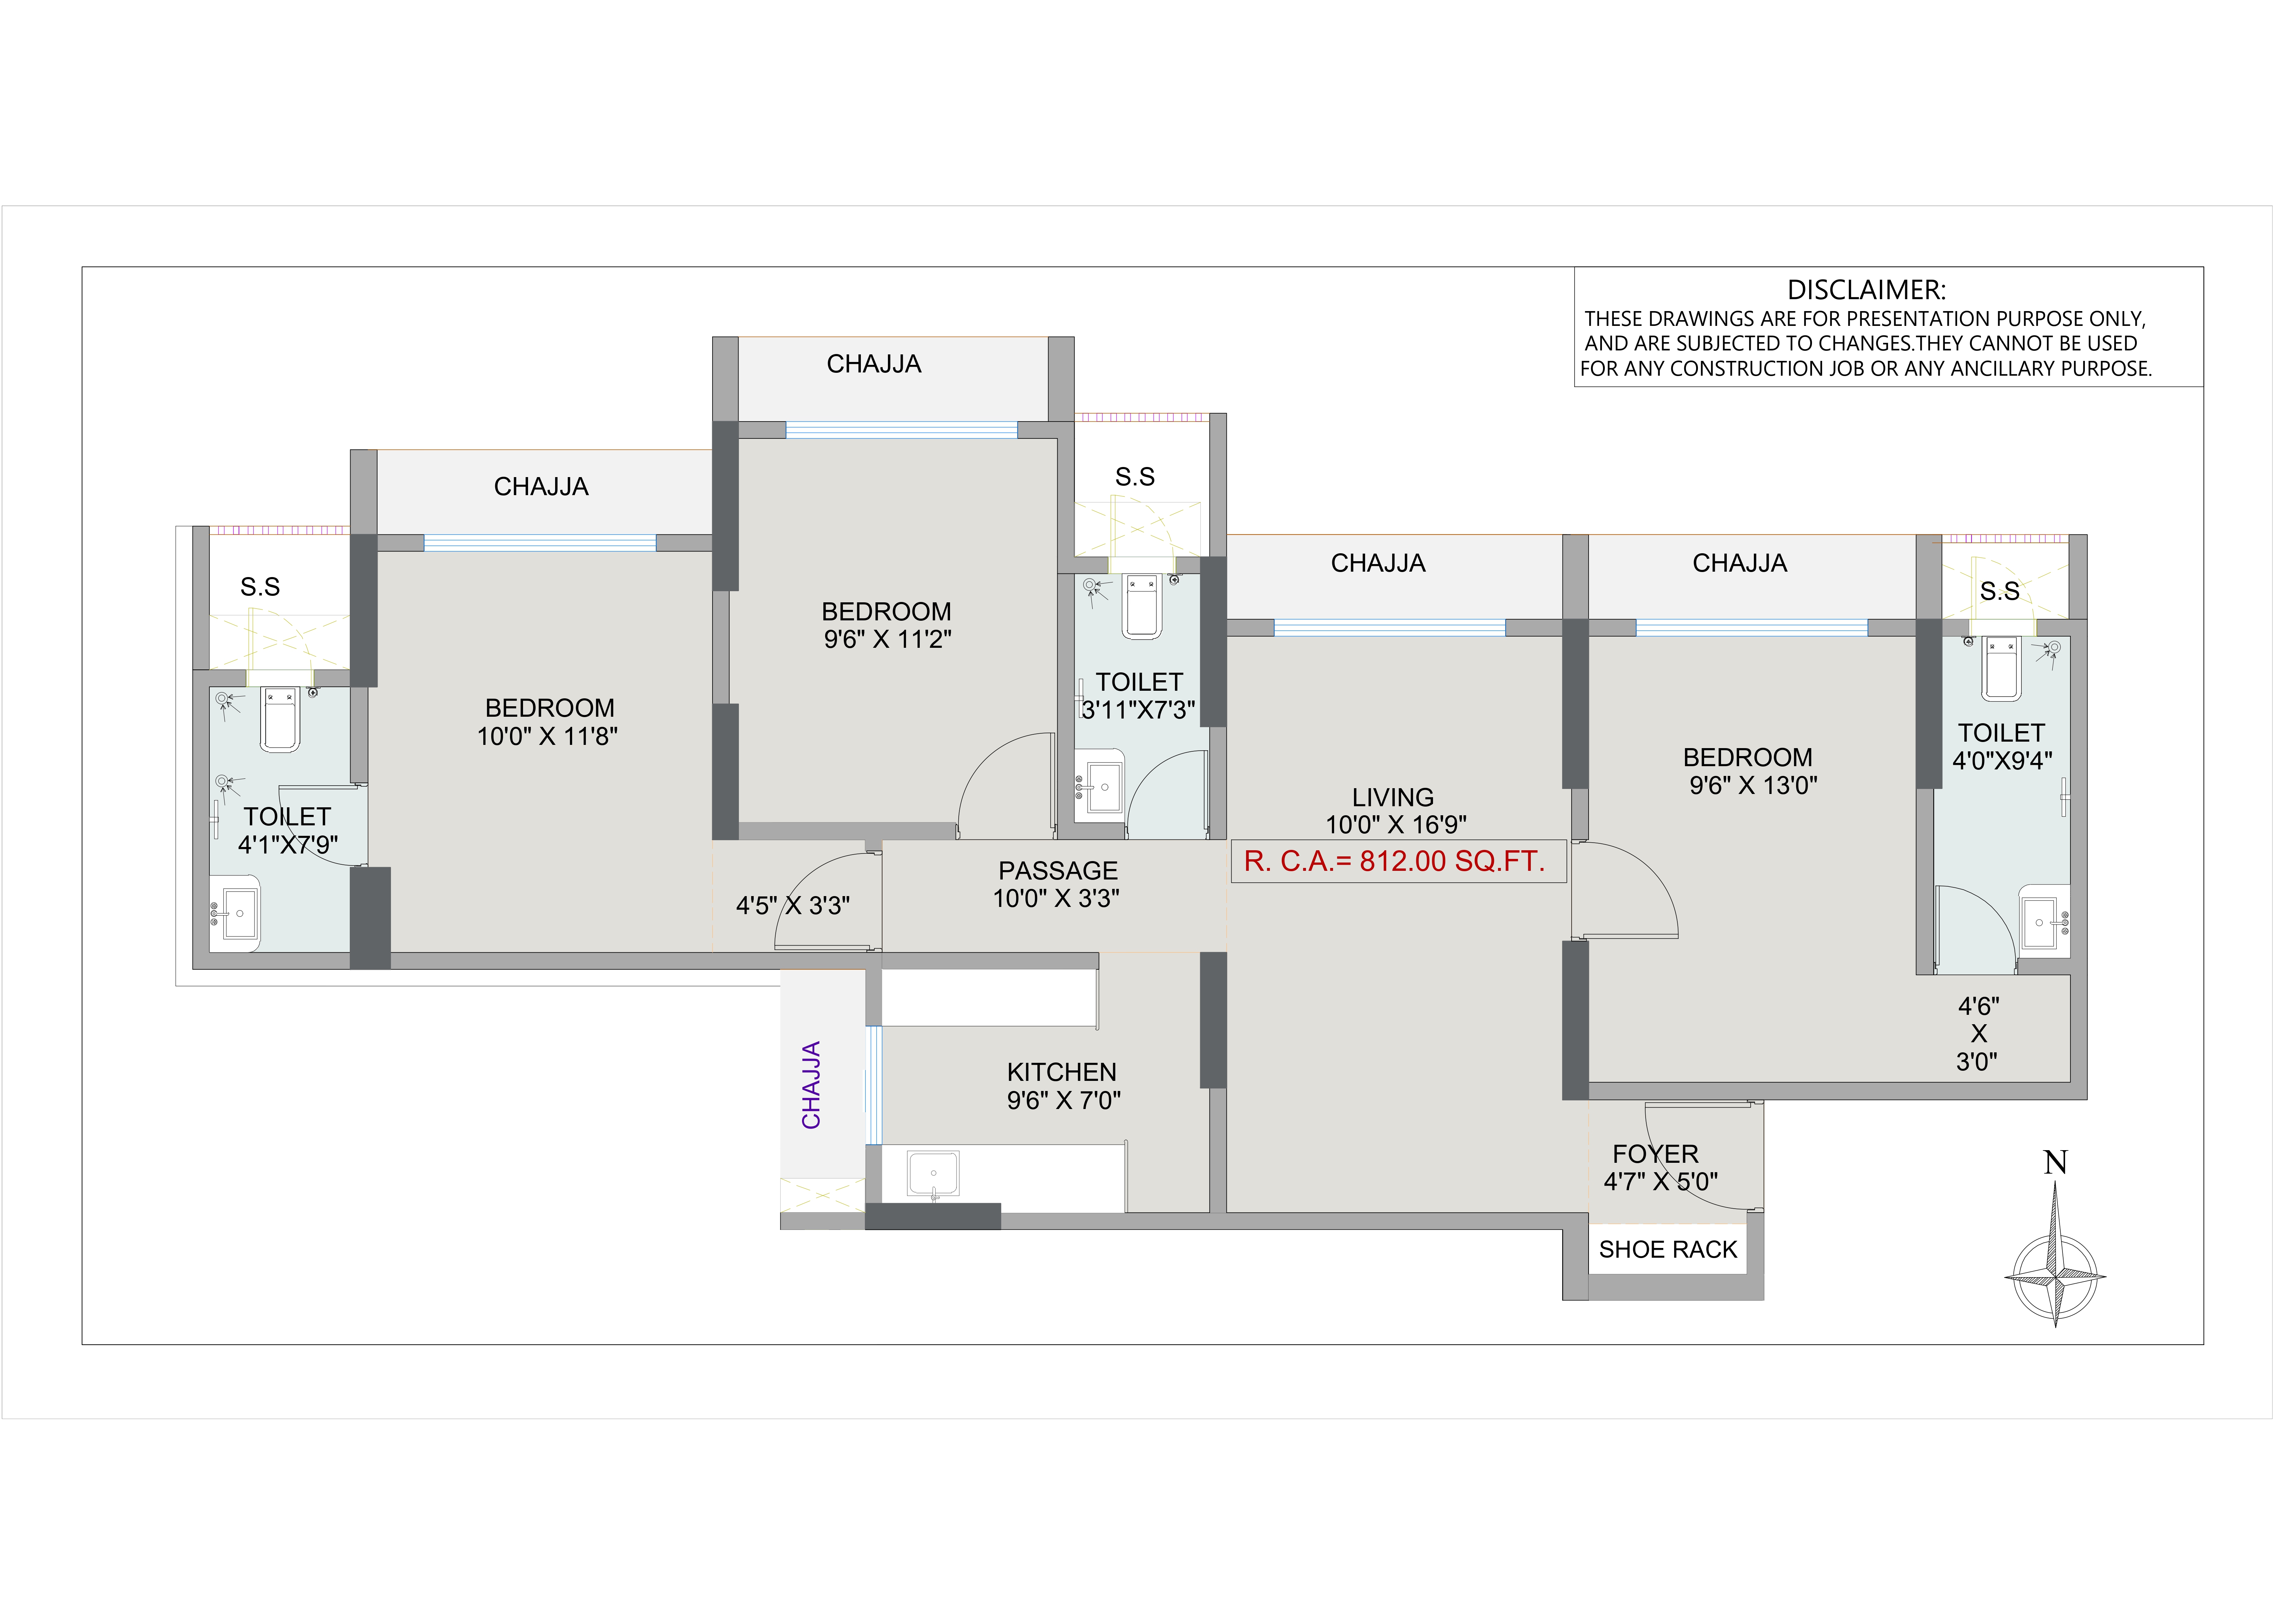 DISCLAIMER:
THESE DRAWINGS ARE FOR PRESENTATION PURPOSE ONLY,
AND ARE SUBJECTED TO CHANGES.THEY CANNOT BE USED
FOR ANY CONSTRUCTION JOB OR ANY ANCILLARY PURPOSE.
CHAJJA
CHAJJA
S.S
S.S
CHAJJA
CHAJJA
S.S
BEDROOM
9'6" X 11'2"
BEDROOM
10'0" X 11'8"
TOILET
3'11"X7'3"
TOILET
4'0"X9'4"
BEDROOM
9'6" X 13'0"
LIVING
10'0" X 16'9"
TOILET
4'1"X7'9"
R. C.A.= 812.00 SQ.FT.
PASSAGE
10'0" X 3'3"
4'5" X 3'3"
4'6"
X
3'0"
CHAJJA
KITCHEN
9'6" X 7'0"
FOYER
4'7" X 5'0"
SHOE RACK
N